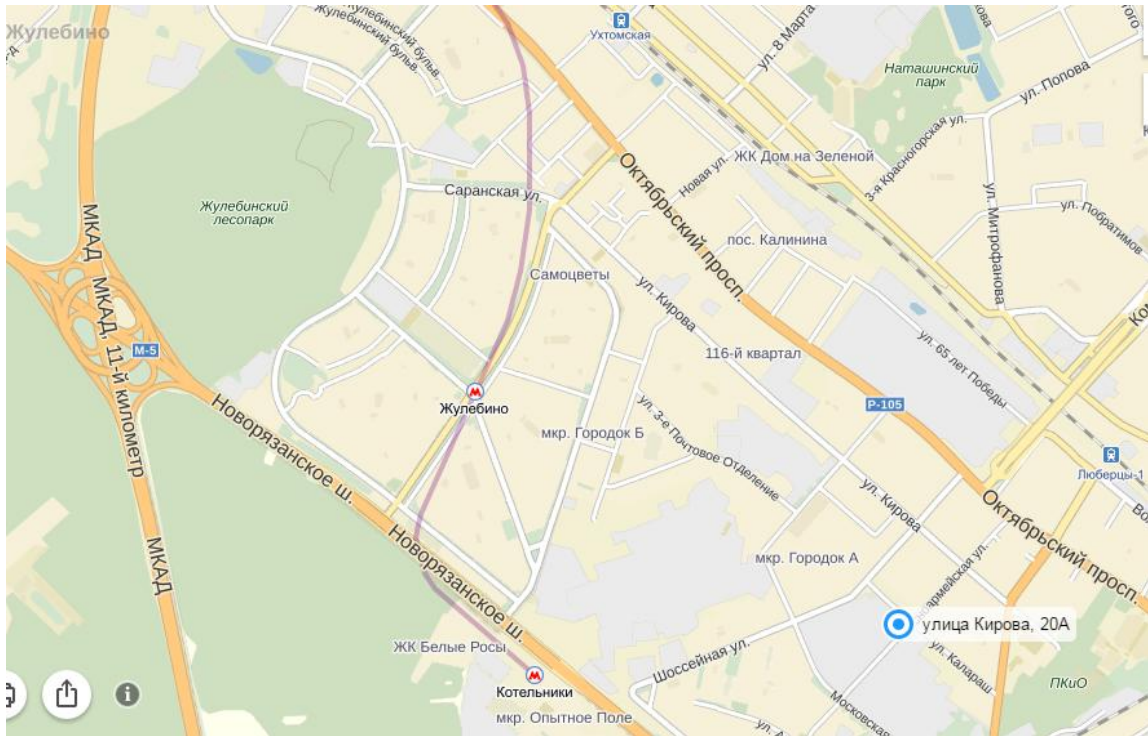 Жулебино
Жулебинский
бульв.
Жулебинский бульв.
бульв.
Ухтомская
ул. 8 Марта
Наташинский
парк
ул. Попова
3-я Красногорская ул.
ЖК Дом на Зеленой
Октябрьский просп.
Новая ул.
Саранская ул.
Жулебинский
лесопарк
ул. Митрофанова
ул. Побратимов
пос. Калинина
МКАД
МКАД, 11-й километр
Самоцветы
ул. Кирова
М-5
116-й квартал
ул. 65 лет Победы
Р-105
Жулебино
Новорязанское ш.
мкр. Городок Б
ул. 3-е Почтовое Отделение
Люберцы-1
ул. Кирова
Октябрьский просп.
МКАД
Новорязанское ш.
мкр. Городок А
улица Кирова, 20А
ЖК Белые Росы
Шоссейная ул.
ул. Калараш
ПКиО
Котельники
Московская
мкр. Опытное Поле